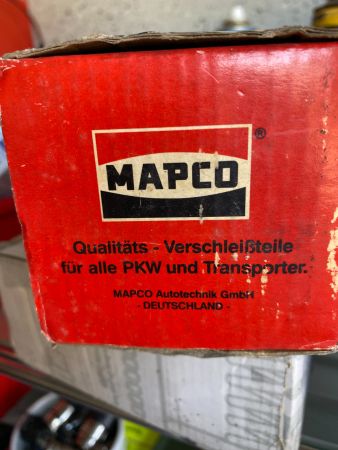 MAPCO ®
Qualitäts - Verschleißteile
für alle PKW und Transporter.
MAPCO Autotechnik GmbH
- DEUTSCHLAND -